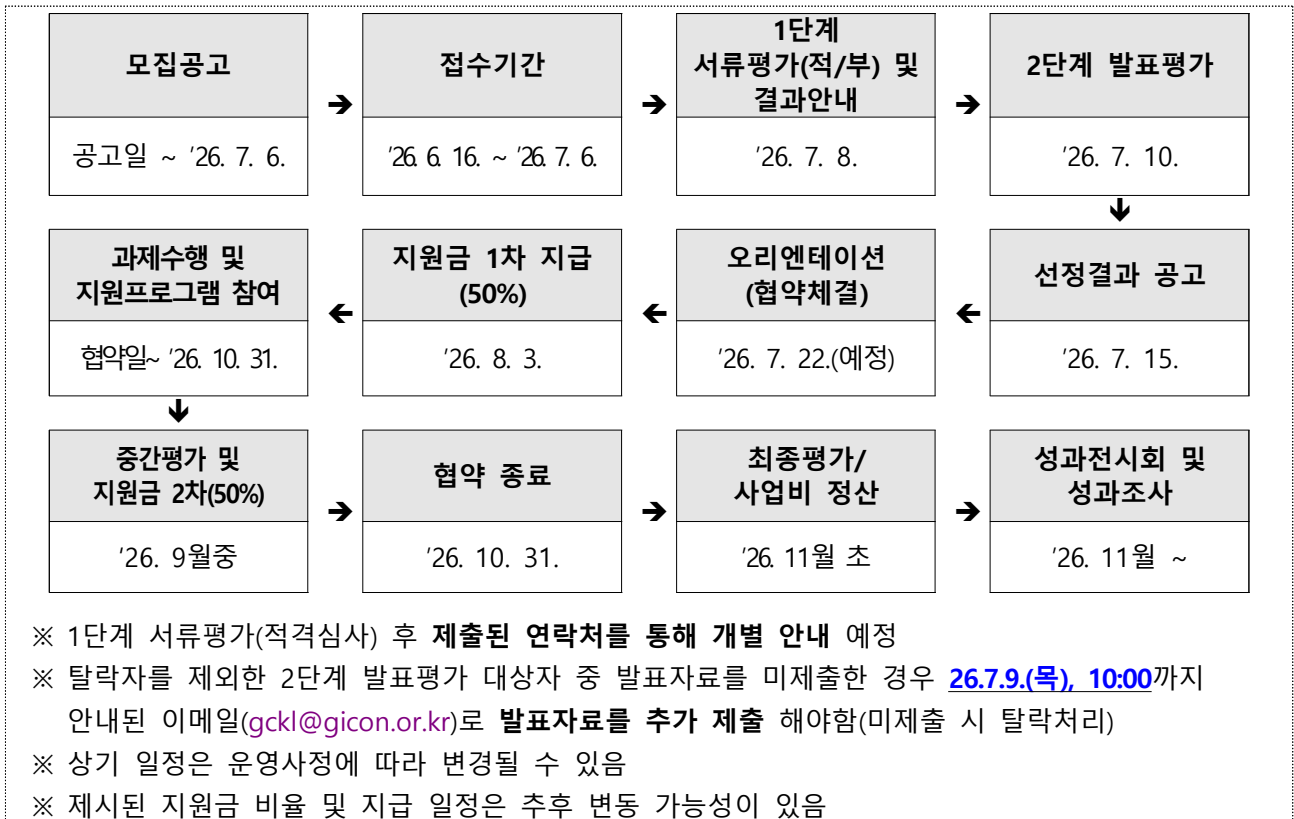 모집공고
공고일 ~ '26. 7. 6.
➔
접수기간
'26. 6. 16. ~ '26. 7. 6.
➔
1단계
서류평가(적/부) 및
결과안내
'26. 7. 8.
➔
2단계 발표평가
'26. 7. 10.
🡻
선정결과 공고
'26. 7. 15.
🡸
오리엔테이션
(협약체결)
'26. 7. 22.(예정)
🡸
지원금 1차 지급
(50%)
'26. 8. 3.
🡸
과제수행 및
지원프로그램 참여
협약일~ '26. 10. 31.
🡻
중간평가 및
지원금 2차(50%)
'26. 9월중
➔
협약 종료
'26. 10. 31.
➔
최종평가/
사업비 정산
'26. 11월 초
➔
성과전시회 및
성과조사
'26. 11월 ~
※ 1단계 서류평가(적격심사) 후 제출된 연락처를 통해 개별 안내 예정
※ 탈락자를 제외한 2단계 발표평가 대상자 중 발표자료를 미제출한 경우 26.7.9.(목), 10:00까지
안내된 이메일(gckl@gicon.or.kr)로 발표자료를 추가 제출 해야함(미제출 시 탈락처리)
※ 상기 일정은 운영사정에 따라 변경될 수 있음
※ 제시된 지원금 비율 및 지급 일정은 추후 변동 가능성이 있음